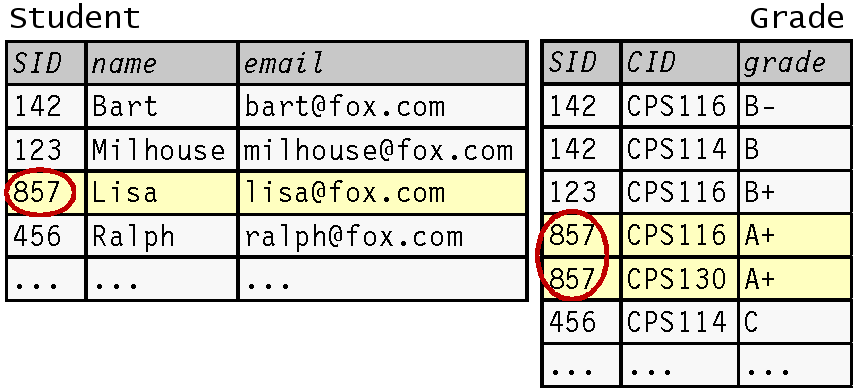 Student
SID name email
142 Bart bart@fox.com
123 Milhouse milhouse@fox.com
857 Lisa lisa@fox.com
456 Ralph ralph@fox.com
... ... ...
Grade
SID CID grade
142 CPS116 B-
142 CPS114 B
123 CPS116 B+
857 CPS116 A+
857 CPS130 A+
456 CPS114 C
... ... ...